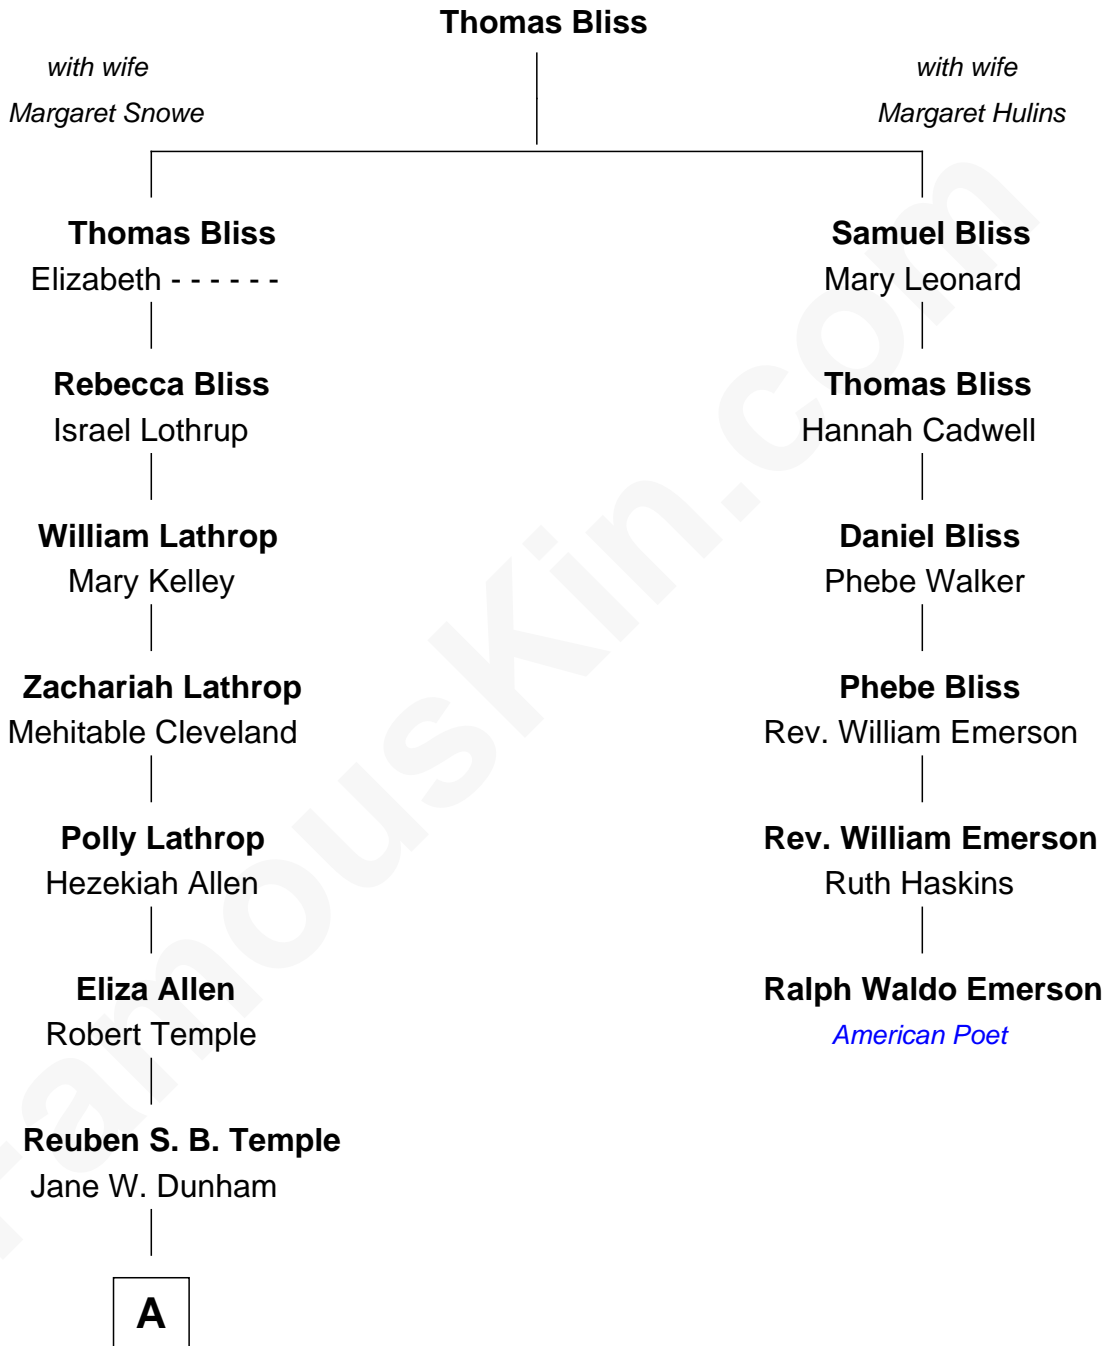 Thomas Bliss
with wife
Margaret Snowe
with wife
Margaret Hulins
Thomas Bliss
Elizabeth - - - - - -
Samuel Bliss
Mary Leonard
Rebecca Bliss
Israel Lothrup
Thomas Bliss
Hannah Cadwell
William Lathrop
Mary Kelley
Daniel Bliss
Phebe Walker
Zachariah Lathrop
Mehitable Cleveland
Phebe Bliss
Rev. William Emerson
Polly Lathrop
Hezekiah Allen
Rev. William Emerson
Ruth Haskins
Eliza Allen
Robert Temple
Ralph Waldo Emerson
American Poet
Reuben S. B. Temple
Jane W. Dunham
A
FamousKin.com